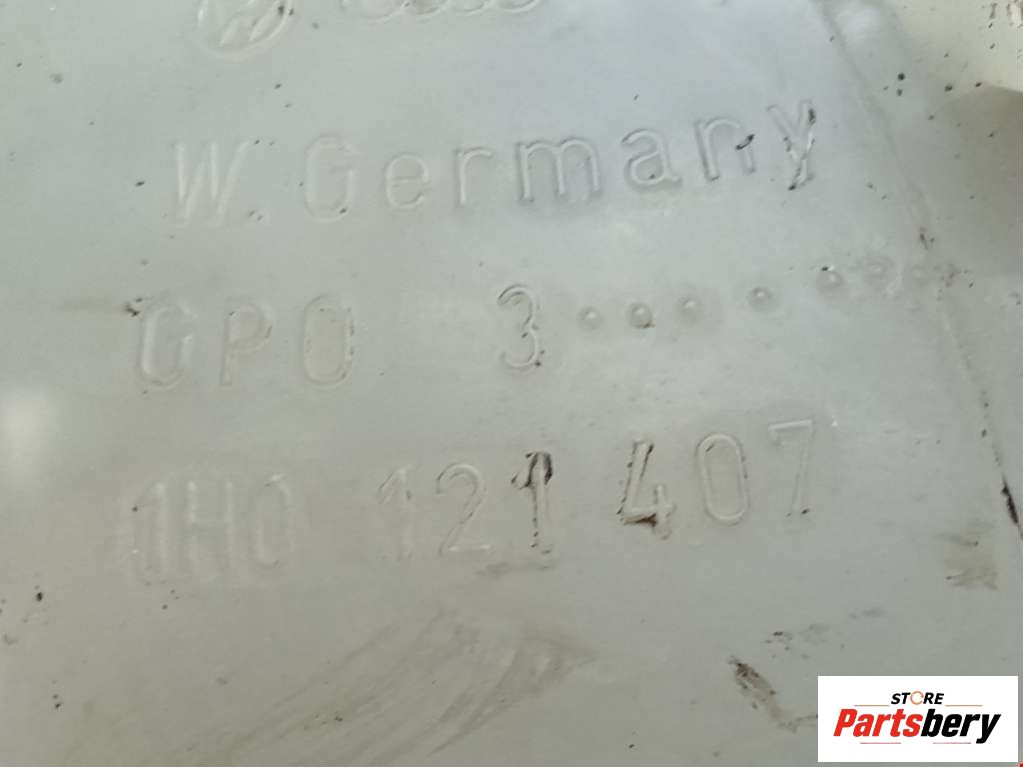 W. Germany
GPO 3
1H0 121 407
STORE
Partsbery